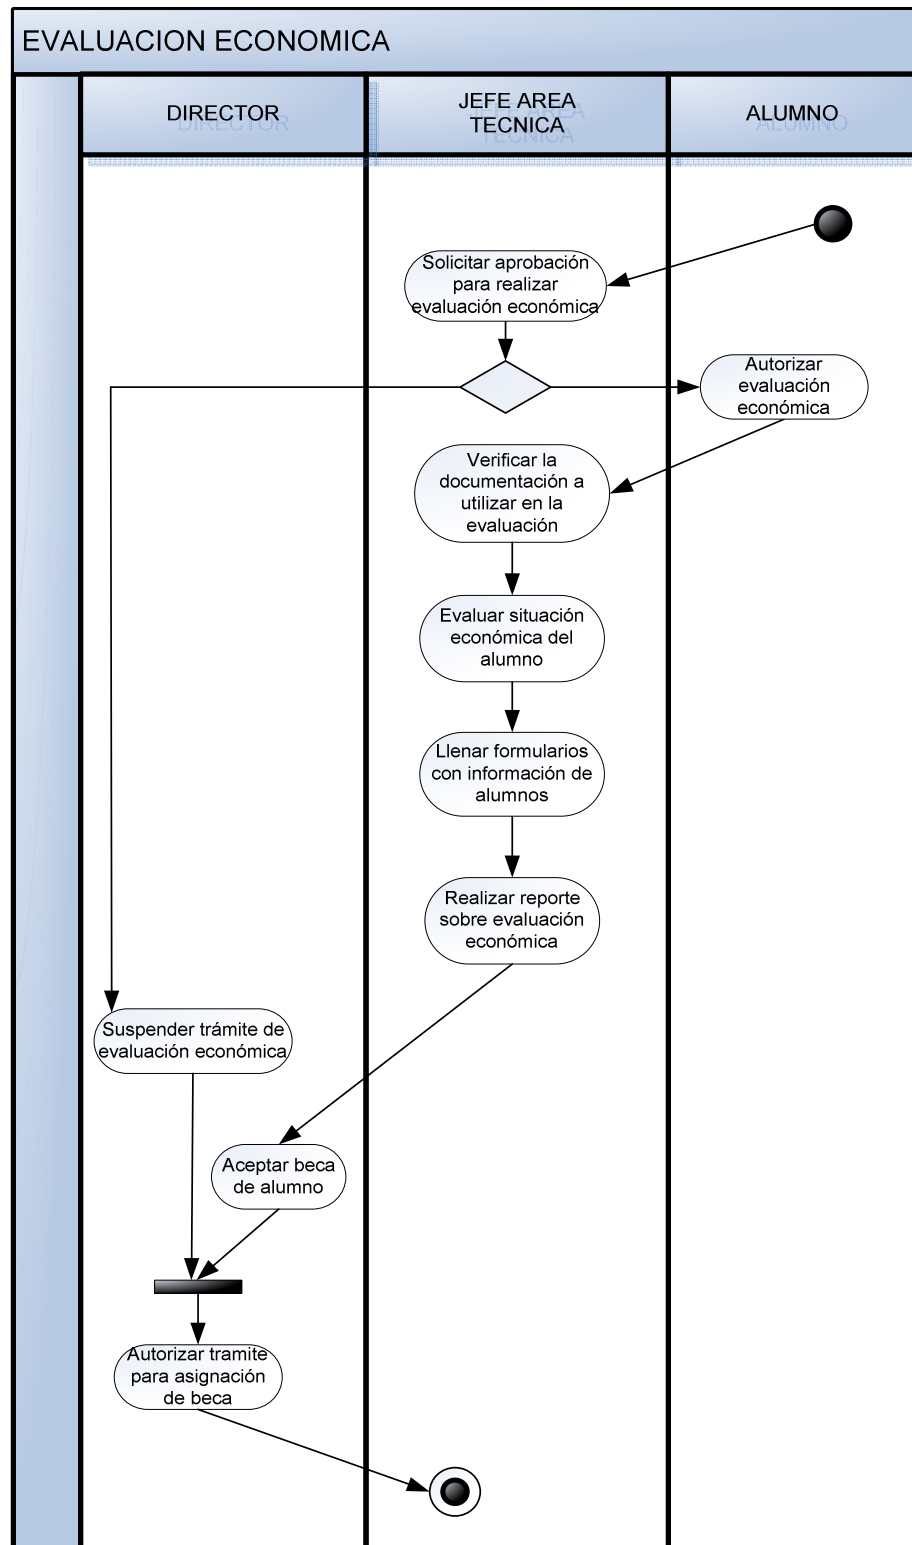 EVALUACION ECONOMICA
DIRECTOR
JEFE AREA
TECNICA
ALUMNO
Solicitar aprobación
para realizar
evaluación económica
Autorizar
evaluación
económica
Verificar la
documentación a
utilizar en la
evaluación
Evaluar situación
económica del
alumno
Llenar formularios
con información de
alumnos
Realizar reporte
sobre evaluación
económica
Suspender trámite de
evaluación económica
Aceptar beca
de alumno
Autorizar tramite
para asignación
de beca